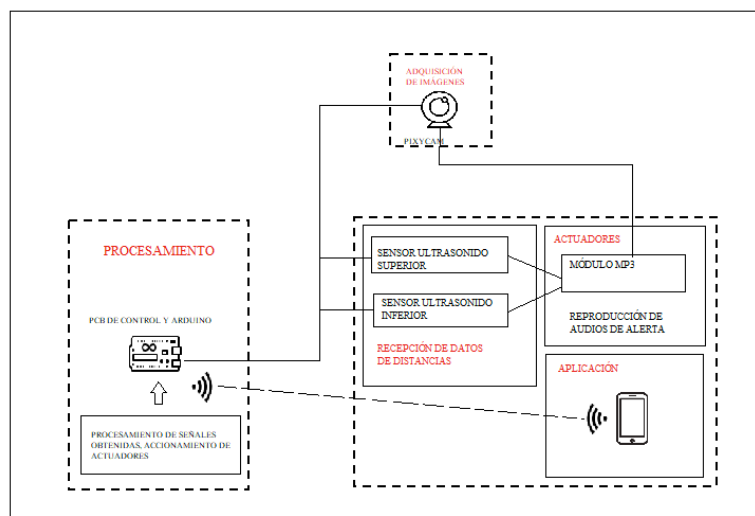 ADQUISICIÓN
DE IMÁGENES
PIXYCAM
PROCESAMIENTO
PCB DE CONTROL Y ARDUINO
PROCESAMIENTO DE SEÑALES
OBTENIDAS, ACCIONAMIENTO DE
ACTUADORES
SENSOR ULTRASONIDO
SUPERIOR
SENSOR ULTRASONIDO
INFERIOR
RECEPCIÓN DE DATOS
DE DISTANCIAS
ACTUADORES
MÓDULO MP3
REPRODUCCIÓN DE
AUDIOS DE ALERTA
APLICACIÓN